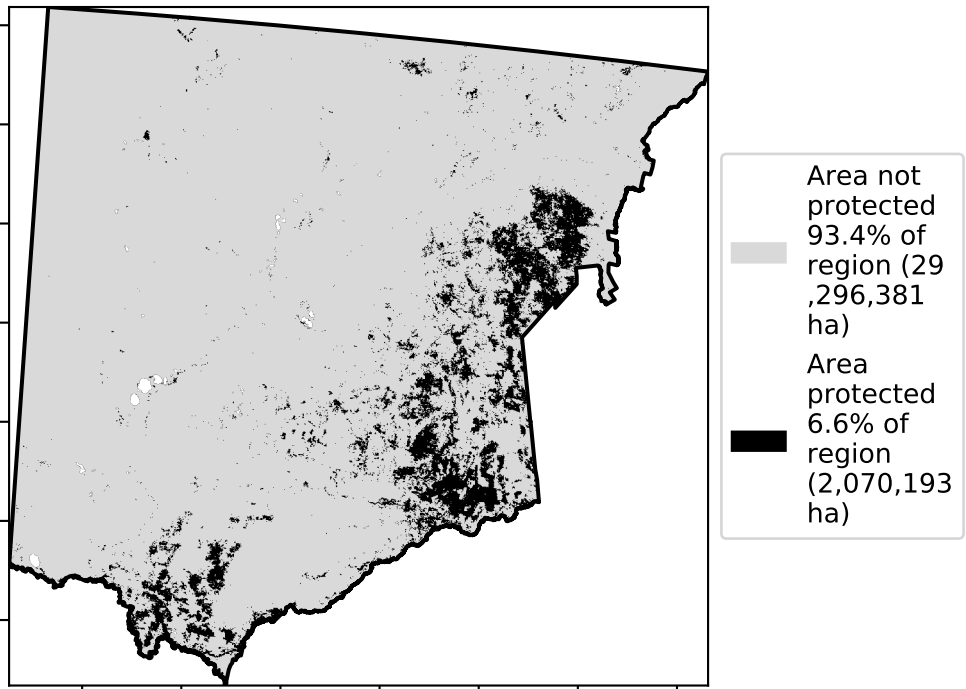 Area not
protected
93.4% of
region (29
,296,381
ha)
Area
protected
6.6% of
region
(2,070,193
ha)